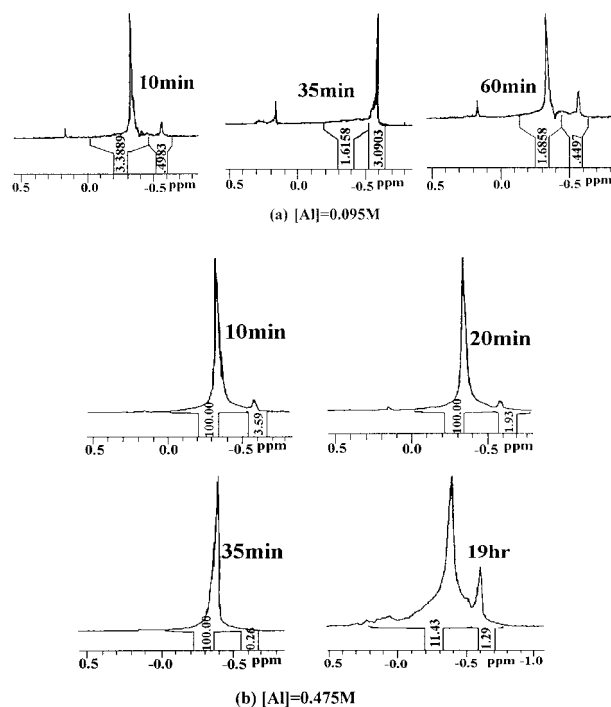 10min
35min
60min
3.3889
.4983
1.6158
3.0903
1.6858
.4497
0.5 0.0 -0.5 ppm
0.5 0.0 -0.5 ppm
0.5 0.0 -0.5 ppm
(a) [Al]=0.095M
10min
20min
100.00
3.59
100.00
1.93
0.5 0.0 -0.5 ppm
0.5 0.0 -0.5 ppm
35min
19hr
100.00
0.26
11.43
1.29
0.5 -0.0 -0.5 ppm
-0.0 -0.5 ppm -1.0
(b) [Al]=0.475M